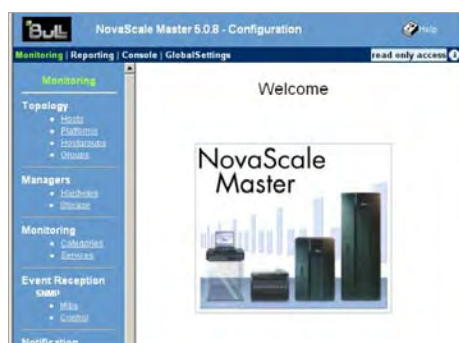 Bull
NovaScale Master 5.0.8 - Configuration
Help
Monitoring | Reporting | Console | GlobalSettings
read only access
Monitoring
Topology
Hosts
Platforms
Hostgroups
Groups
Managers
Hardware
Storage
Monitoring
Categories
Services
Event Reception
SNMP
Mibs
Control
Notification
Welcome
NovaScale
Master